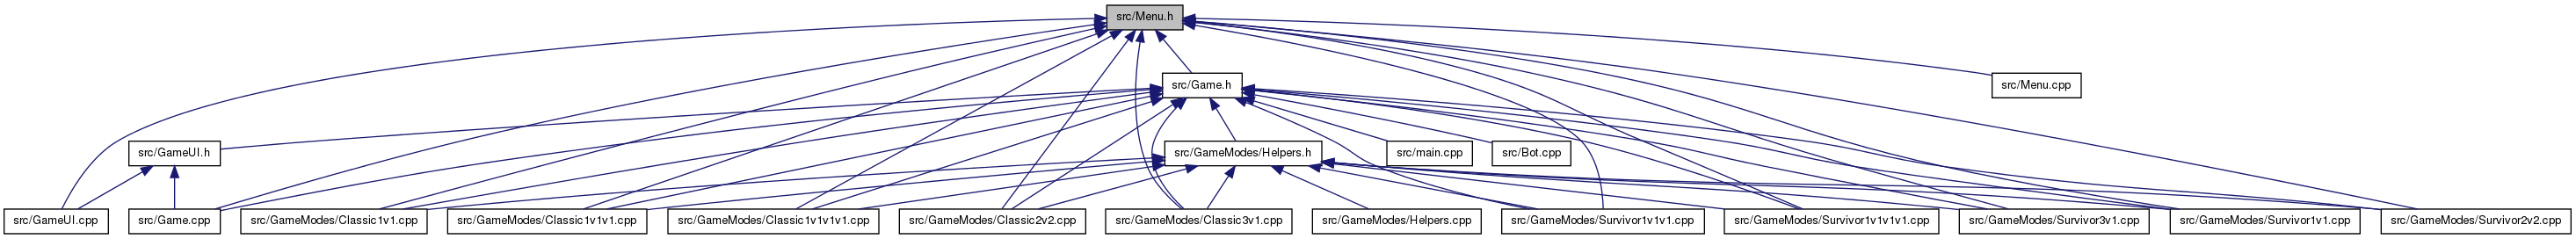 src/Menu.h
src/Game.h
src/Menu.cpp
src/GameUI.h
src/GameModes/Helpers.h
src/main.cpp
src/Bot.cpp
src/GameUI.cpp
src/Game.cpp
src/GameModes/Classic1v1.cpp
src/GameModes/Classic1v1v1.cpp
src/GameModes/Classic1v1v1v1.cpp
src/GameModes/Classic2v2.cpp
src/GameModes/Classic3v1.cpp
src/GameModes/Helpers.cpp
src/GameModes/Survivor1v1v1.cpp
src/GameModes/Survivor1v1v1v1.cpp
src/GameModes/Survivor3v1.cpp
src/GameModes/Survivor1v1.cpp
src/GameModes/Survivor2v2.cpp